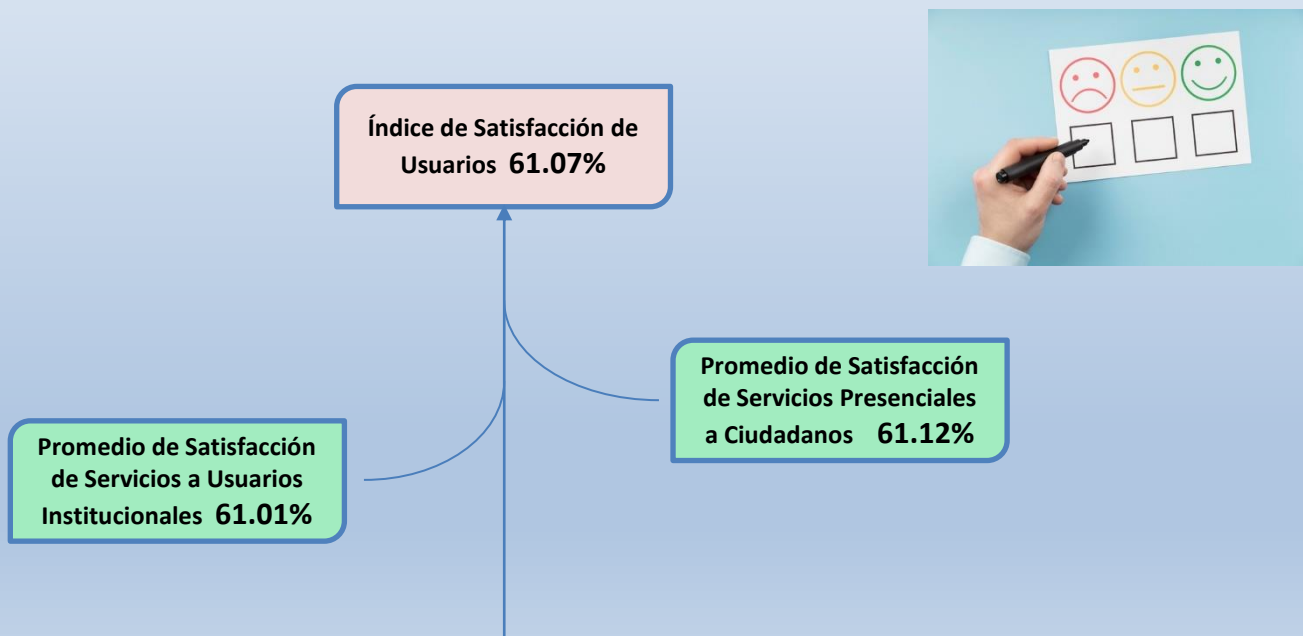 Índice de Satisfacción de
Usuarios 61.07%
Promedio de Satisfacción
de Servicios Presenciales
a Ciudadanos 61.12%
Promedio de Satisfacción
de Servicios a Usuarios
Institucionales 61.01%